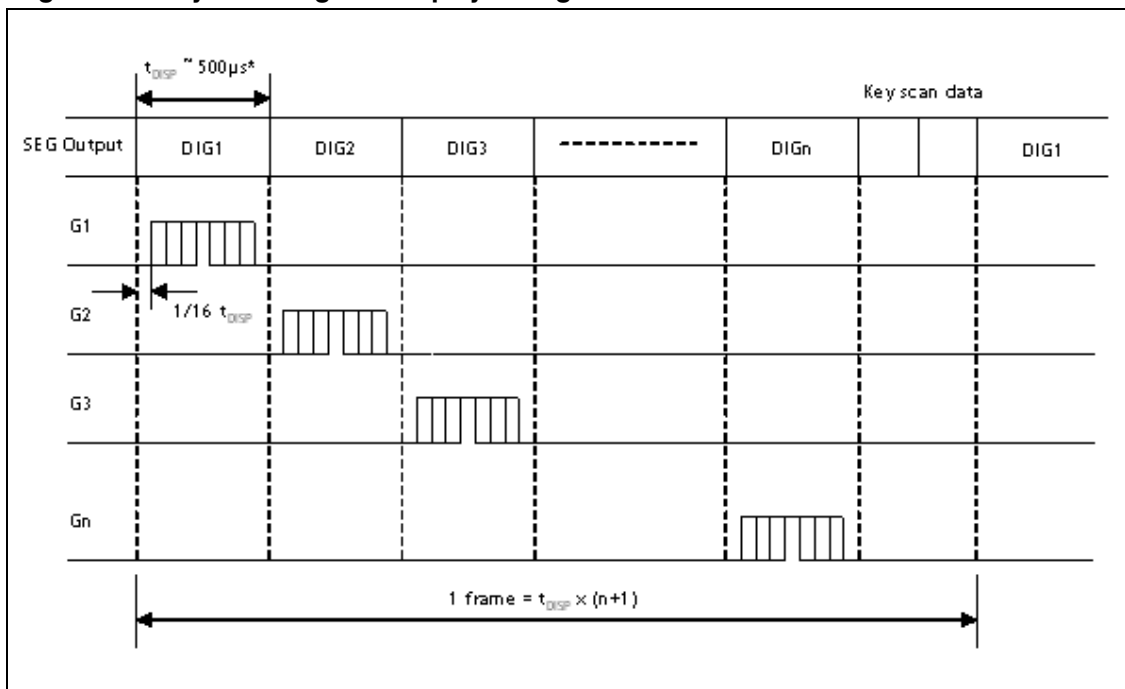 t_DISP ~ 500µs*
Key scan data
SEG Output DIG1 DIG2 DIG3 ----------- DIGn DIG1
G1
1/16 t_DISP
G2
G3
Gn
1 frame = t_DISP × (n+1)